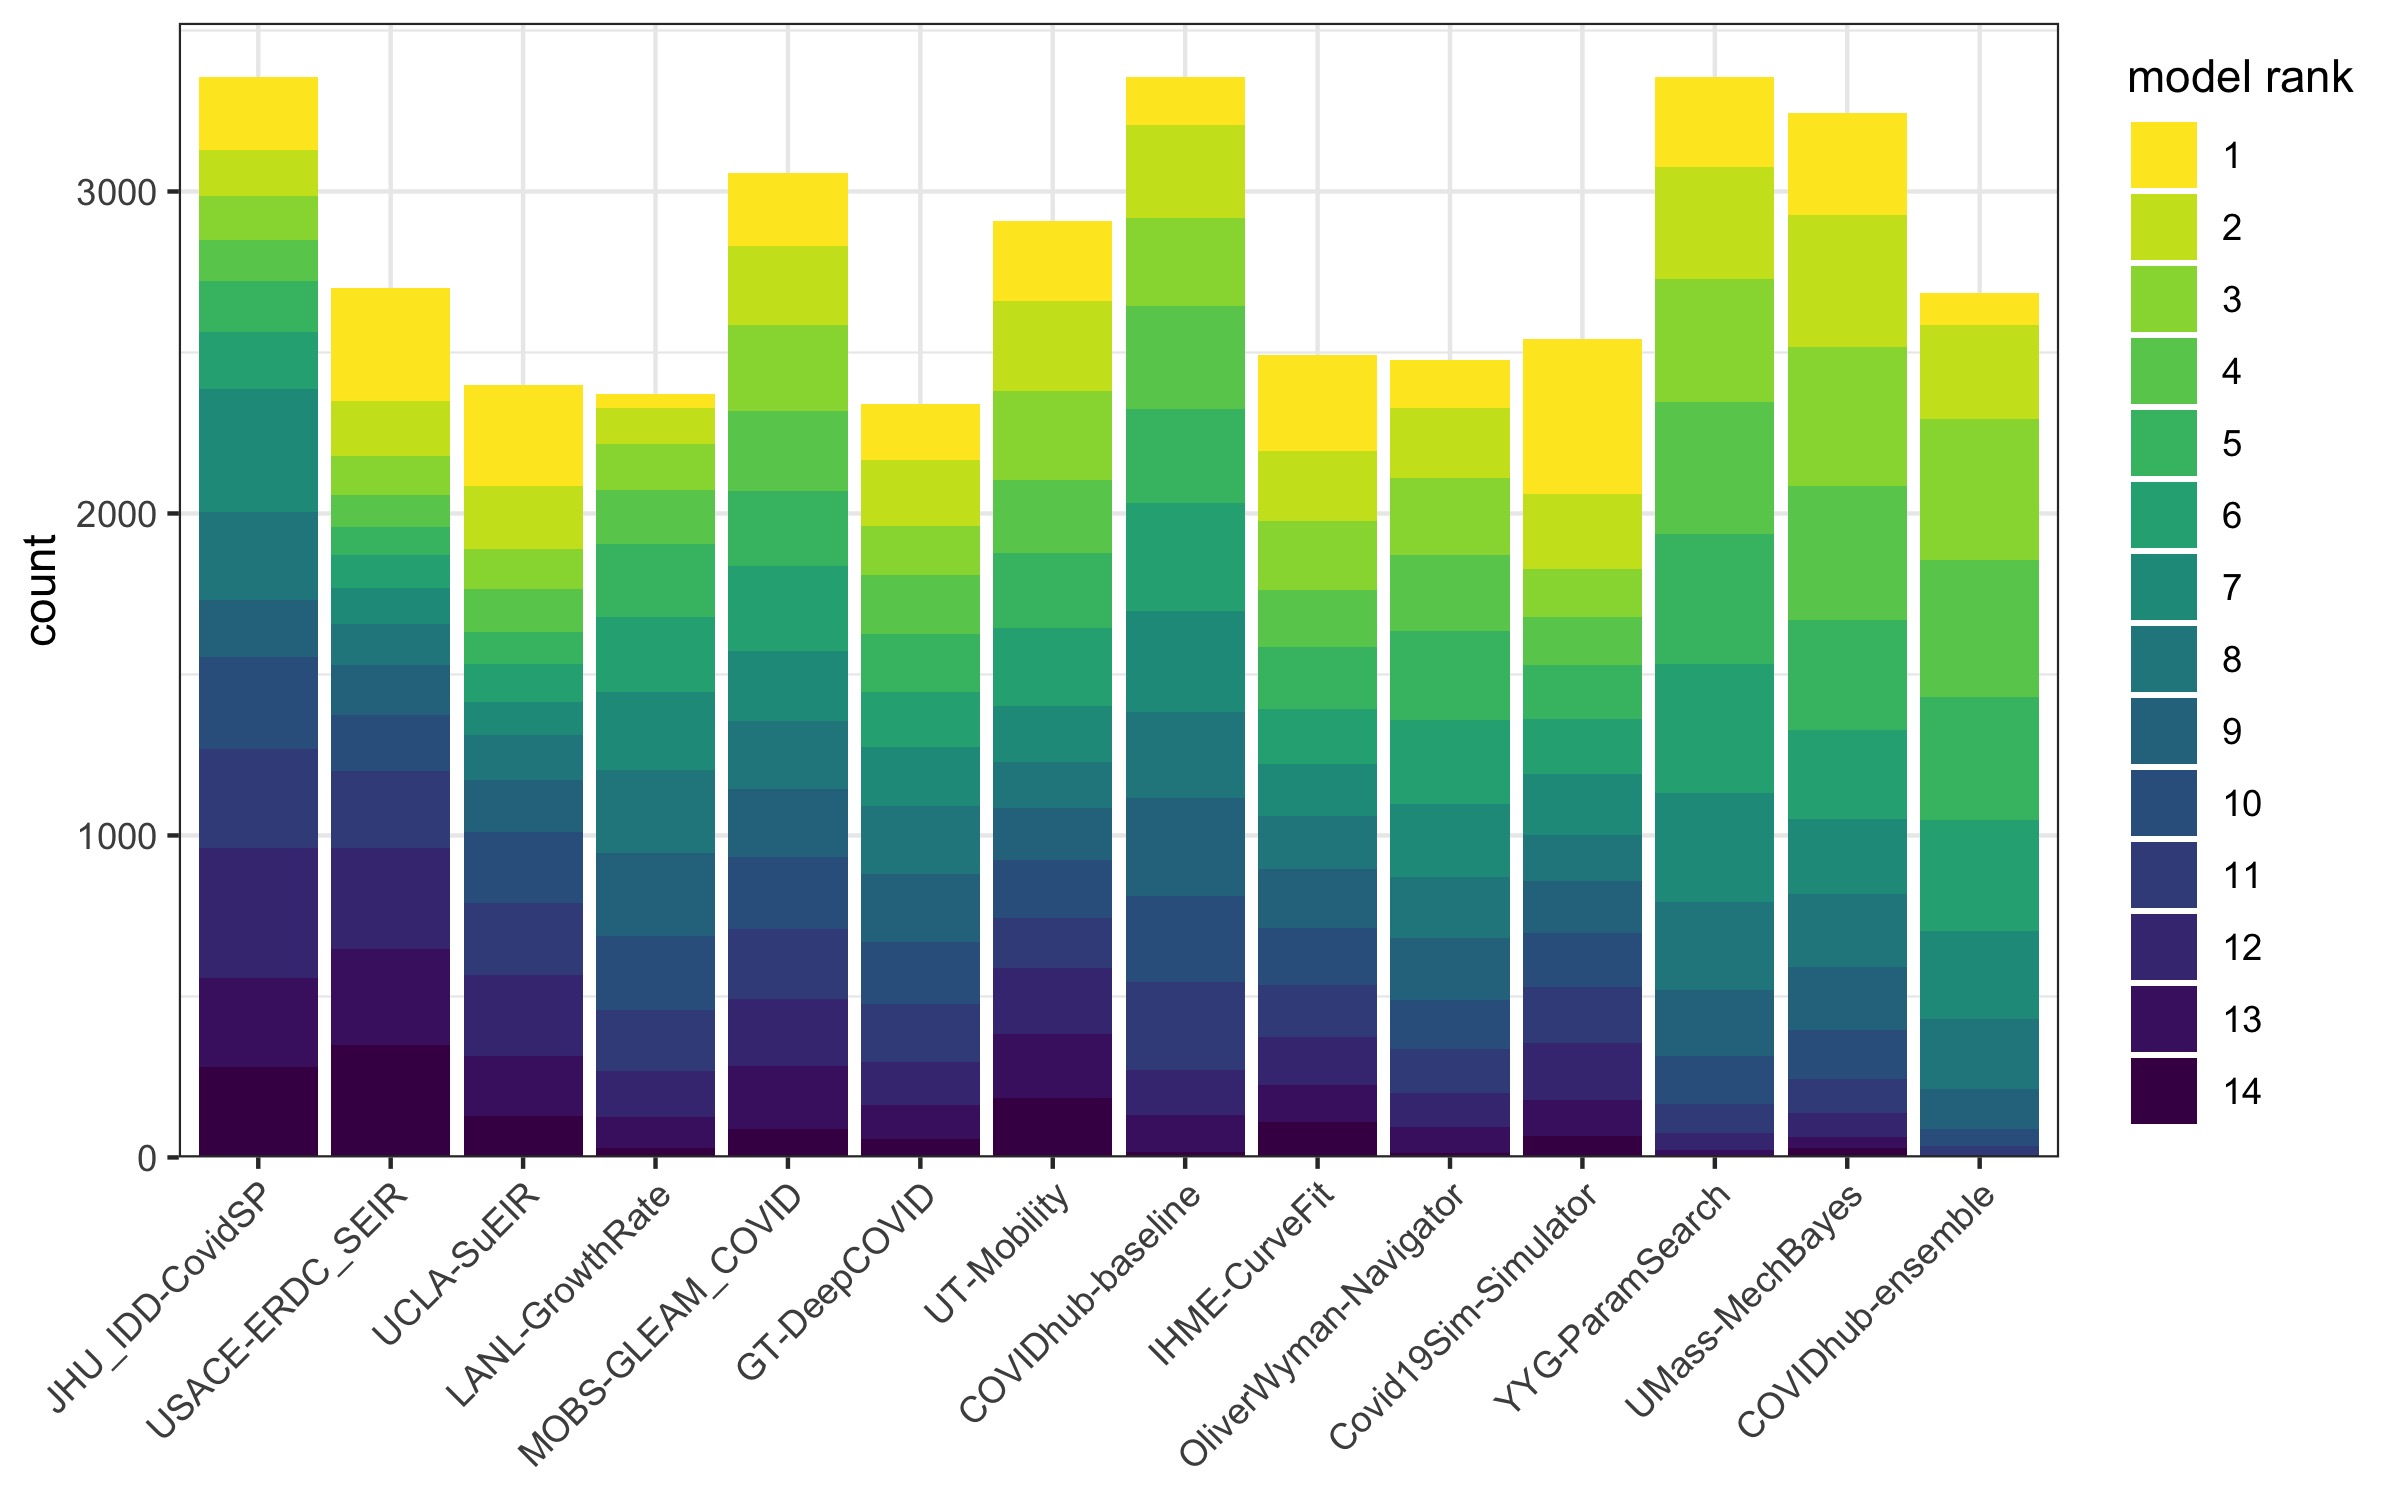 count
3000
2000
1000
0
JHU_IDD-CovidSP
USACE-ERDC_SEIR
UCLA-SuEIR
LANL-GrowthRate
MOBS-GLEAM_COVID
GT-DeepCOVID
UT-Mobility
COVIDhub-baseline
IHME-CurveFit
OliverWyman-Navigator
Covid19Sim-Simulator
YYG-ParamSearch
UMass-MechBayes
COVIDhub-ensemble
model rank
1
2
3
4
5
6
7
8
9
10
11
12
13
14